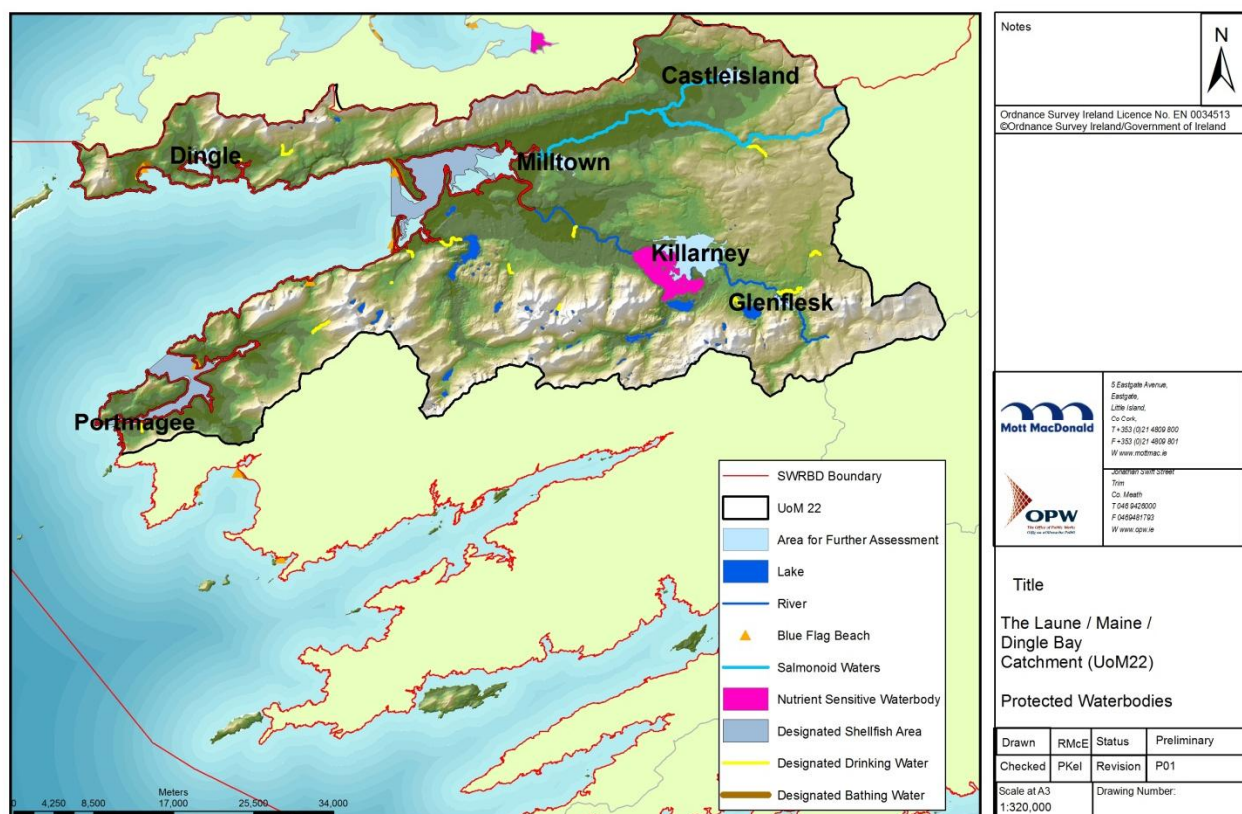 Castleisland
Dingle
Milltown
Killarney
Glenflesk
Portmagee
SWRBD Boundary
UoM 22
Area for Further Assessment
Lake
River
Blue Flag Beach
Salmonoid Waters
Nutrient Sensitive Waterbody
Designated Shellfish Area
Designated Drinking Water
Designated Bathing Water
Meters
0 4,250 8,500 17,000 25,500 34,000
Notes
N
Ordnance Survey Ireland Licence No. EN 0034513
©Ordnance Survey Ireland/Government of Ireland
Mott MacDonald
5 Eastgate Avenue,
Eastgate,
Little Island,
Co Cork,
T +353 (0)21 4809 800
F +353 (0)21 4809 801
W www.mottmac.ie
OPW
The Office of Public Works
Jonathan Swift Street
Trim
Co. Meath
T 046 9426000
F 0469481793
W www.opw.ie
Title
The Laune / Maine /
Dingle Bay
Catchment (UoM22)
Protected Waterbodies
Drawn RMcE Status Preliminary
Checked PKel Revision P01
Scale at A3 Drawing Number:
1:320,000